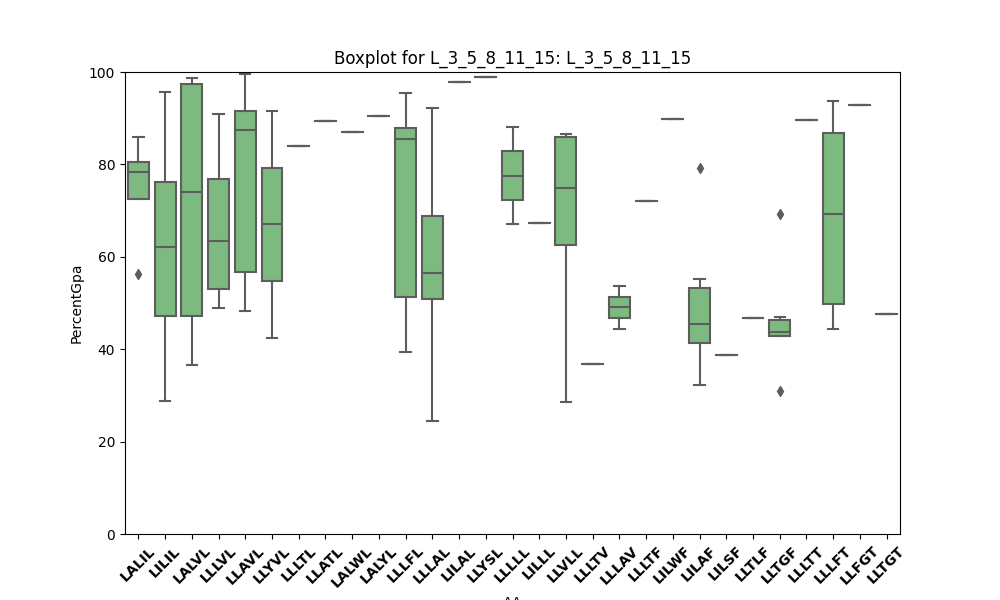 Boxplot for L_3_5_8_11_15: L_3_5_8_11_15
100
80
60
40
20
0
PercentGpa
LALIL LILIL LALVL LLLVL LLAVL LLYVL LLLTL LLATL LALWL LALYL LLLFL LLLAL LILAL LLYSL LLLLL LILLL LLVLL LLLTV LLLAV LLLTF LILWF LILAF LILSF LLTLF LLTGF LLLTT LLLFT LLFGT LLTGT